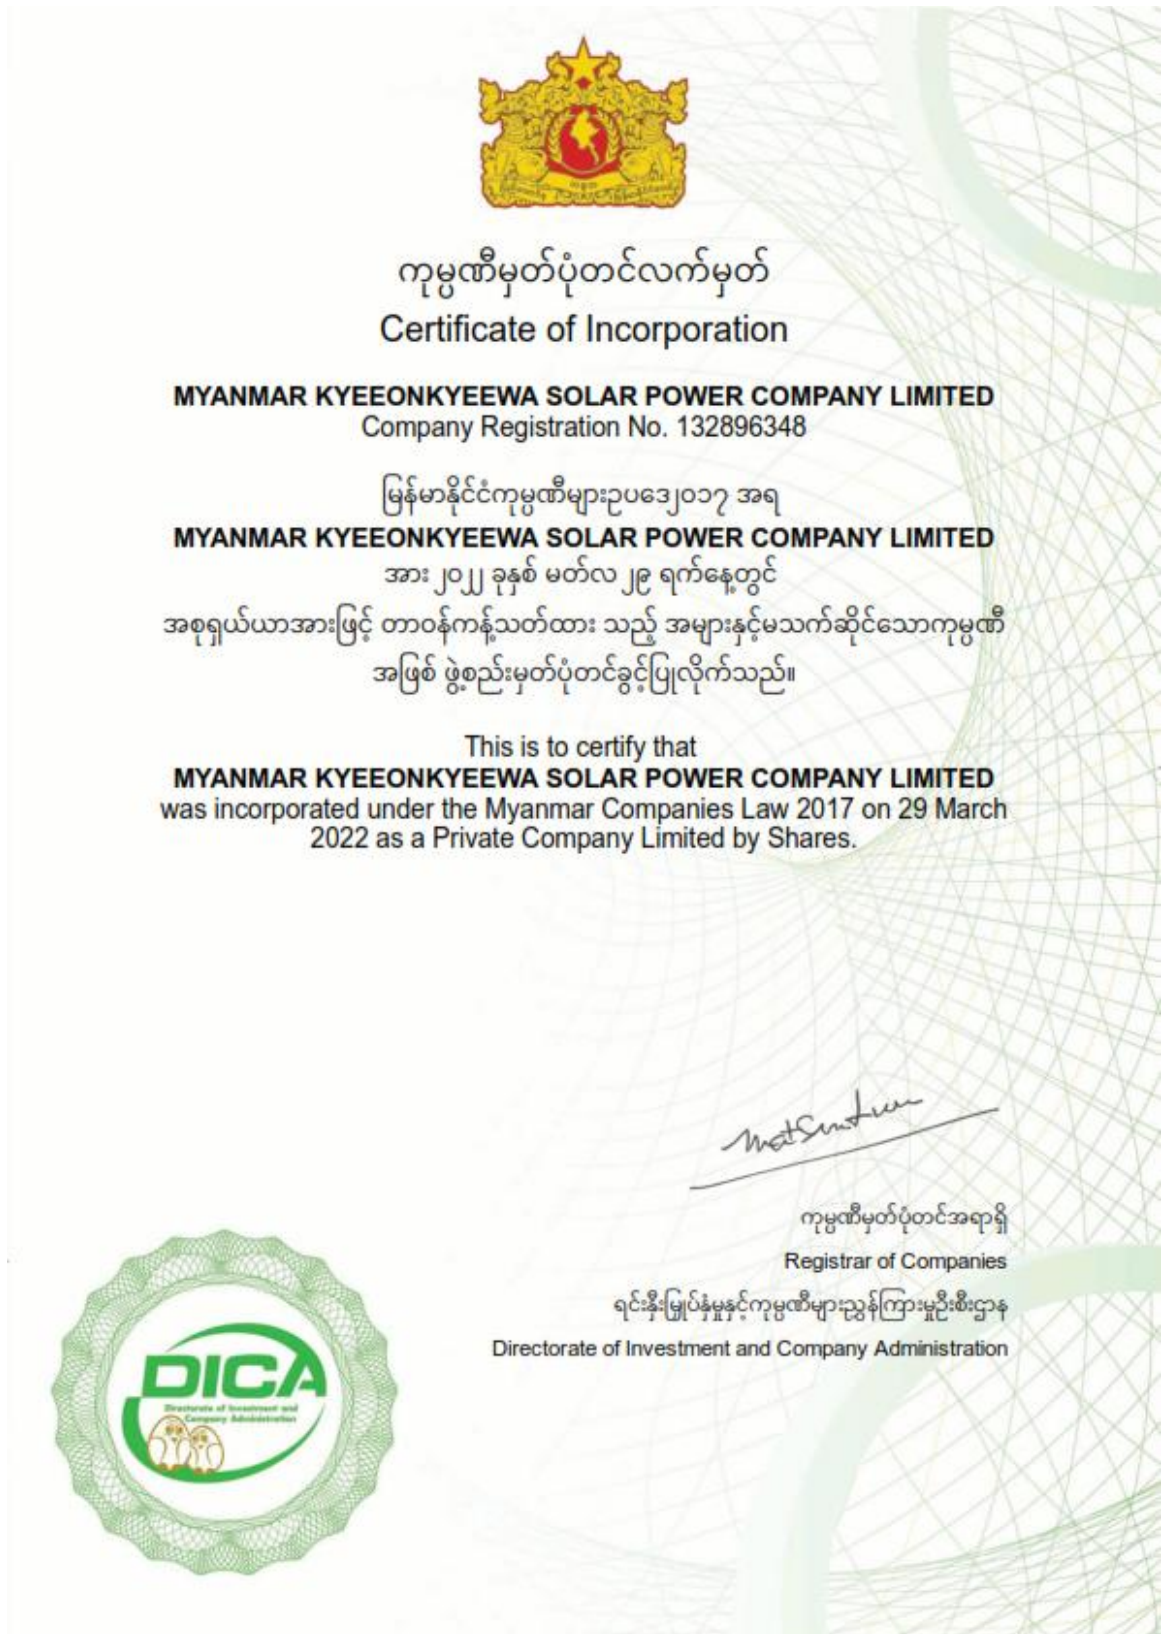 ကုမ္ပဏီမှတ်ပုံတင်လက်မှတ်
Certificate of Incorporation
MYANMAR KYEEONKYEEWA SOLAR POWER COMPANY LIMITED
Company Registration No. 132896348
မြန်မာနိုင်ငံကုမ္ပဏီများဥပဒေ၂၀၁၇ အရ
MYANMAR KYEEONKYEEWA SOLAR POWER COMPANY LIMITED
အား ၂၀၂၂ ခုနှစ် မတ်လ ၂၉ ရက်နေ့တွင်
အစုရှယ်ယာအားဖြင့် တာဝန်ကန့်သတ်ထား သည့် အများနှင့်မသက်ဆိုင်သောကုမ္ပဏီ
အဖြစ် ဖွဲ့စည်းမှတ်ပုံတင်ခွင့်ပြုလိုက်သည်။
This is to certify that
MYANMAR KYEEONKYEEWA SOLAR POWER COMPANY LIMITED
was incorporated under the Myanmar Companies Law 2017 on 29 March
2022 as a Private Company Limited by Shares.
ကုမ္ပဏီမှတ်ပုံတင်အရာရှိ
Registrar of Companies
ရင်းနှီးမြှုပ်နှံမှုနှင့်ကုမ္ပဏီများညွှန်ကြားမှုဦးစီးဌာန
Directorate of Investment and Company Administration
DICA
Directorate of Investment and
Company Administration